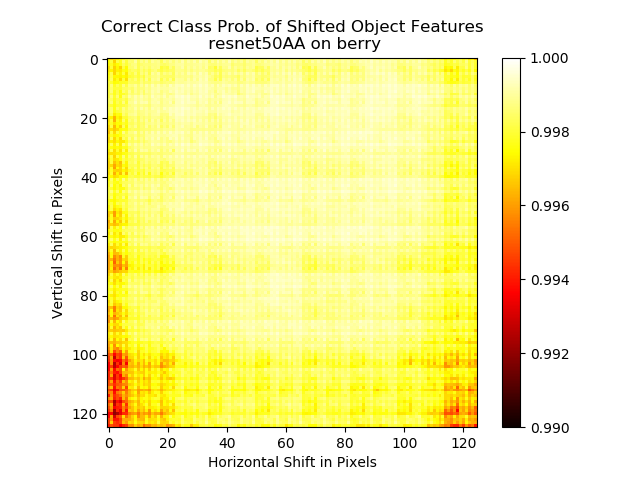 Correct Class Prob. of Shifted Object Features
resnet50AA on berry
0
20
40
60
80
100
120
Vertical Shift in Pixels
0 20 40 60 80 100 120
Horizontal Shift in Pixels
1.000
0.998
0.996
0.994
0.992
0.990